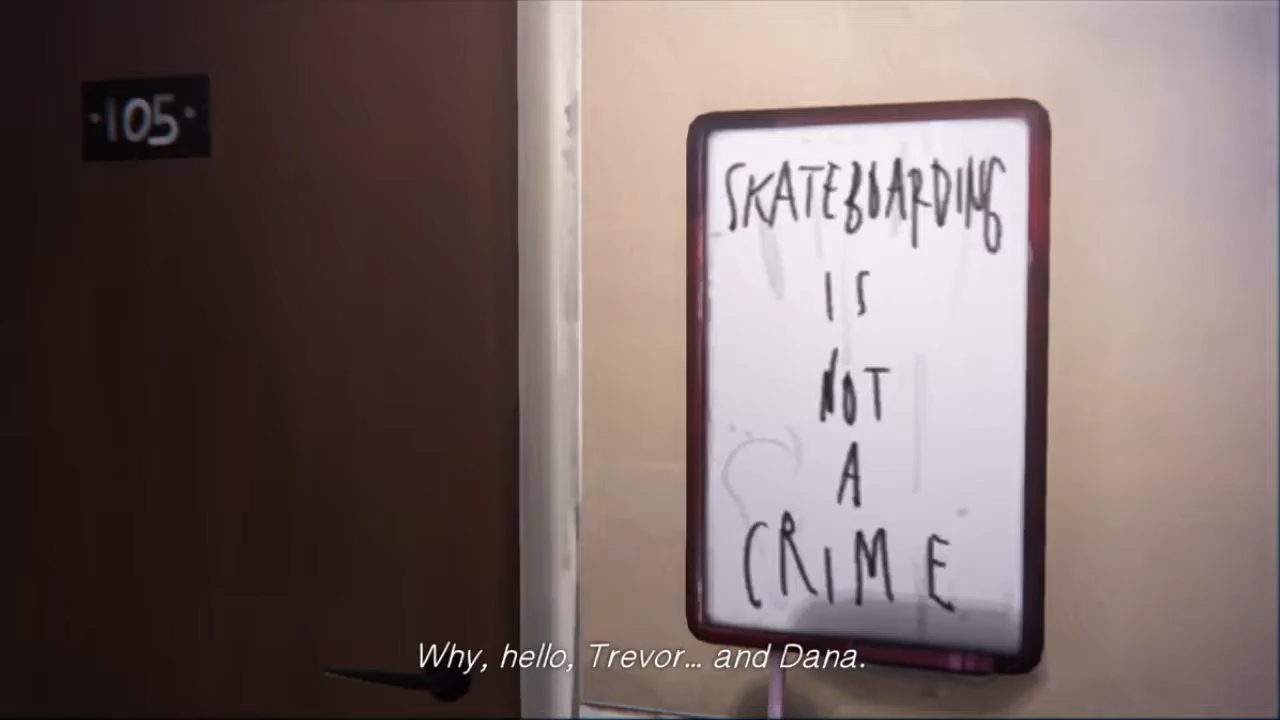 105
SKATEBOARDING
IS
NOT
A
CRIME
Why, hello, Trevor... and Dana.